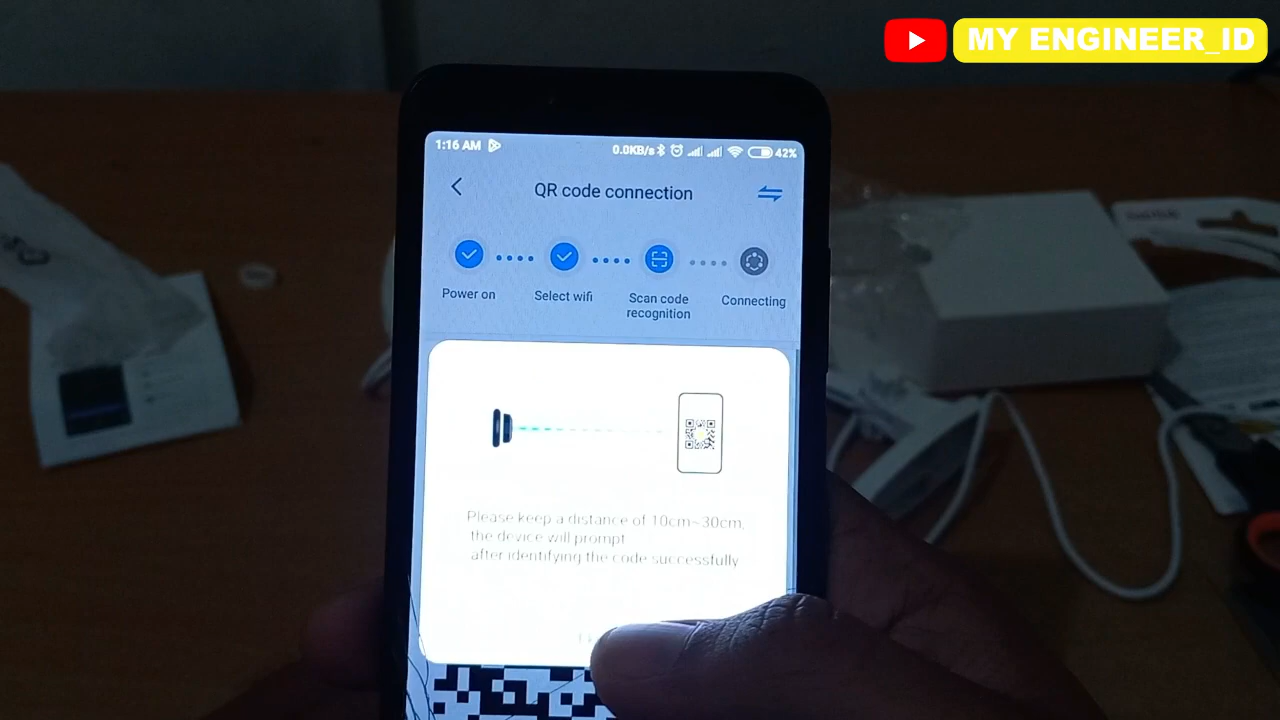 MY ENGINEER_ID
1:16 AM
0.0KB/s
42%
QR code connection
Power on
Select wifi
Scan code
recognition
Connecting
Please keep a distance of 10cm~30cm,
the device will prompt
after identifying the code successfully